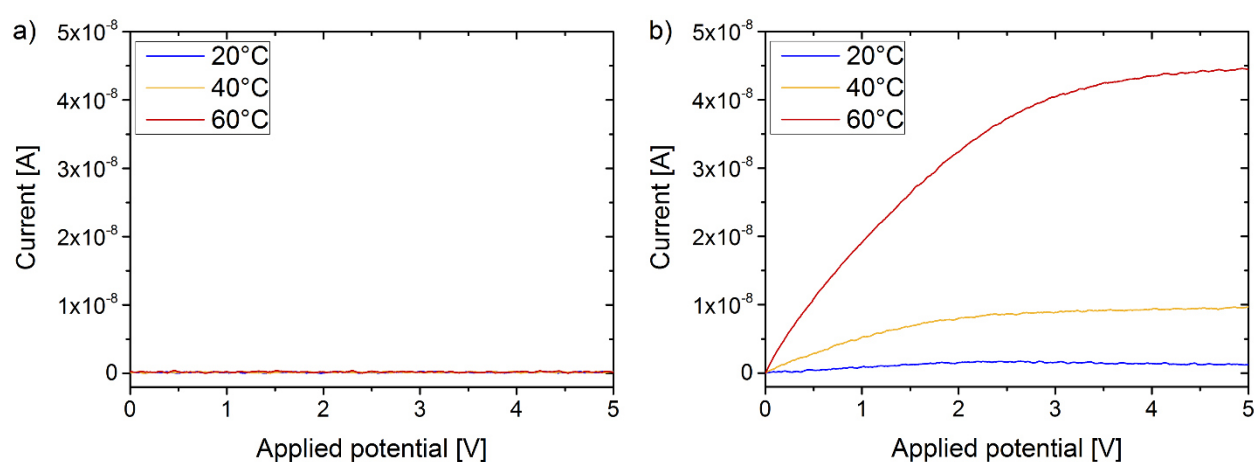 a)
20°C
40°C
60°C
5x10⁻⁸
4x10⁻⁸
3x10⁻⁸
2x10⁻⁸
1x10⁻⁸
0
Current [A]
0 1 2 3 4 5
Applied potential [V]
b)
20°C
40°C
60°C
5x10⁻⁸
4x10⁻⁸
3x10⁻⁸
2x10⁻⁸
1x10⁻⁸
0
Current [A]
0 1 2 3 4 5
Applied potential [V]